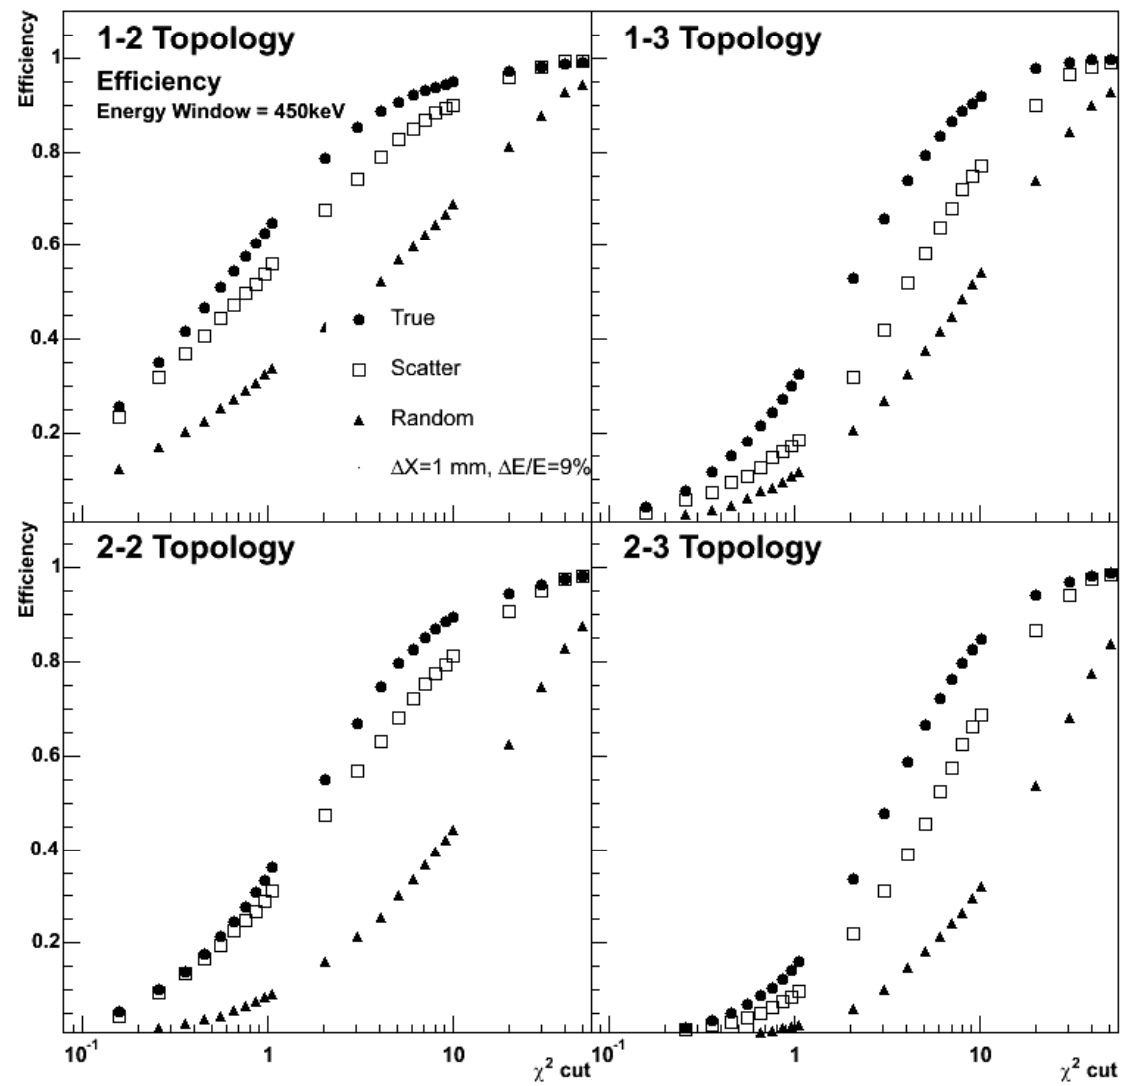 1-2 Topology
Efficiency
Energy Window = 450keV
Efficiency
1
0.8
0.6
0.4
0.2
True
Scatter
Random
ΔX=1 mm, ΔE/E=9%
1-3 Topology
2-2 Topology
Efficiency
1
0.8
0.6
0.4
0.2
10⁻¹
1
10
χ² cut
2-3 Topology
10⁻¹
1
10
χ² cut